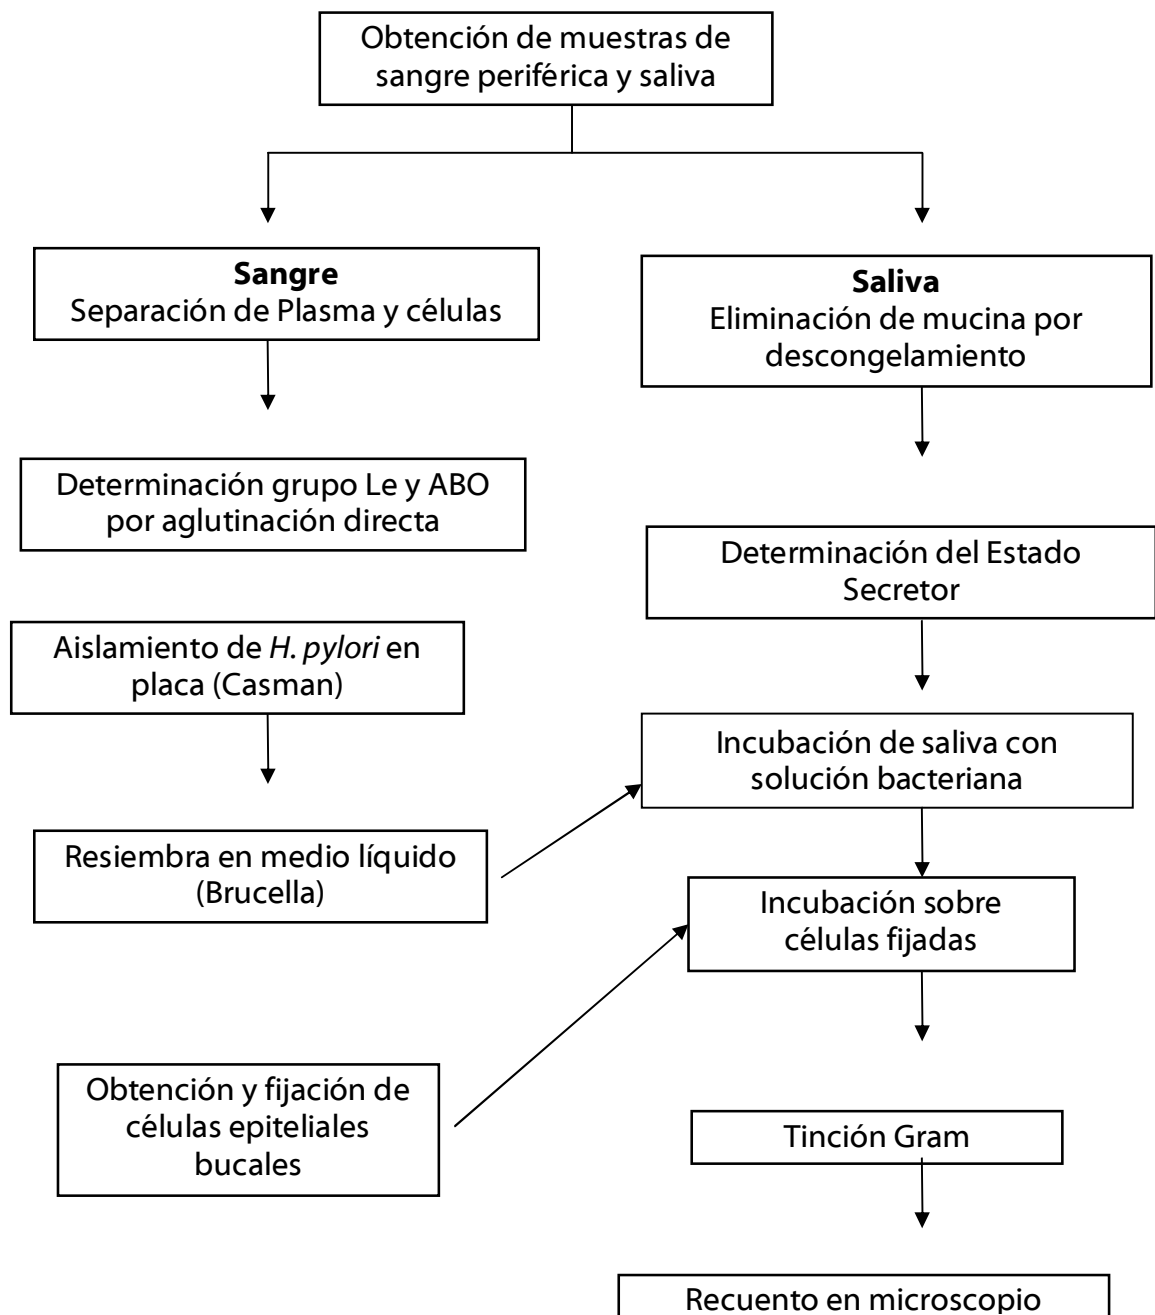 Obtención de muestras de
sangre periférica y saliva
Sangre
Separación de Plasma y células
Saliva
Eliminación de mucina por
descongelamiento
Determinación grupo Le y ABO
por aglutinación directa
Determinación del Estado
Secretor
Aislamiento de H. pylori en
placa (Casman)
Incubación de saliva con
solución bacteriana
Resiembra en medio líquido
(Brucella)
Incubación sobre
células fijadas
Obtención y fijación de
células epiteliales
bucales
Tinción Gram
Recuento en microscopio